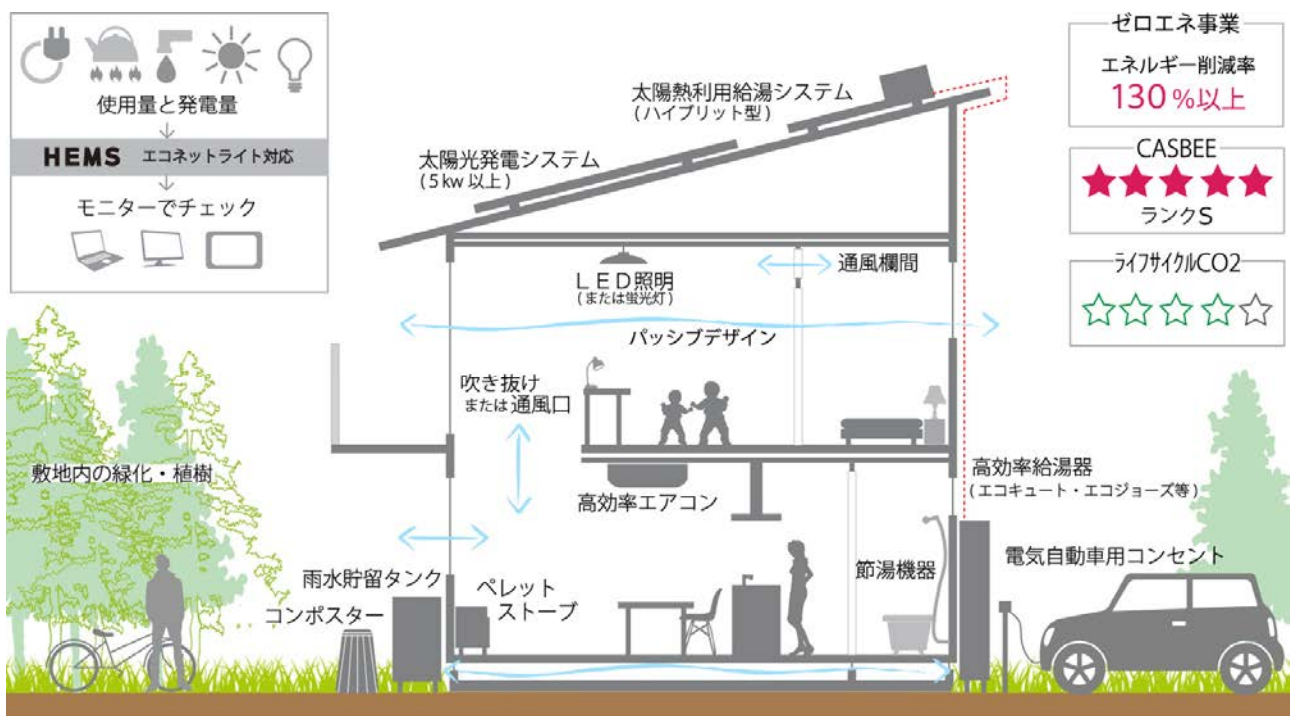 使用量と発電量
HEMS エコネットライト対応
モニターでチェック
太陽熱利用給湯システム
(ハイブリット型)
太陽光発電システム
(5kw以上)
ゼロエネ事業
エネルギー削減率
130%以上
CASBEE
ランクS
ライフサイクルCO2
LED照明
(または蛍光灯)
通風欄間
パッシブデザイン
吹き抜け
または通風口
敷地内の緑化・植樹
高効率エアコン
高効率給湯器
(エコキュート・エコジョーズ等)
雨水貯留タンク
コンポスター
ペレット
ストーブ
節湯機器
電気自動車用コンセント